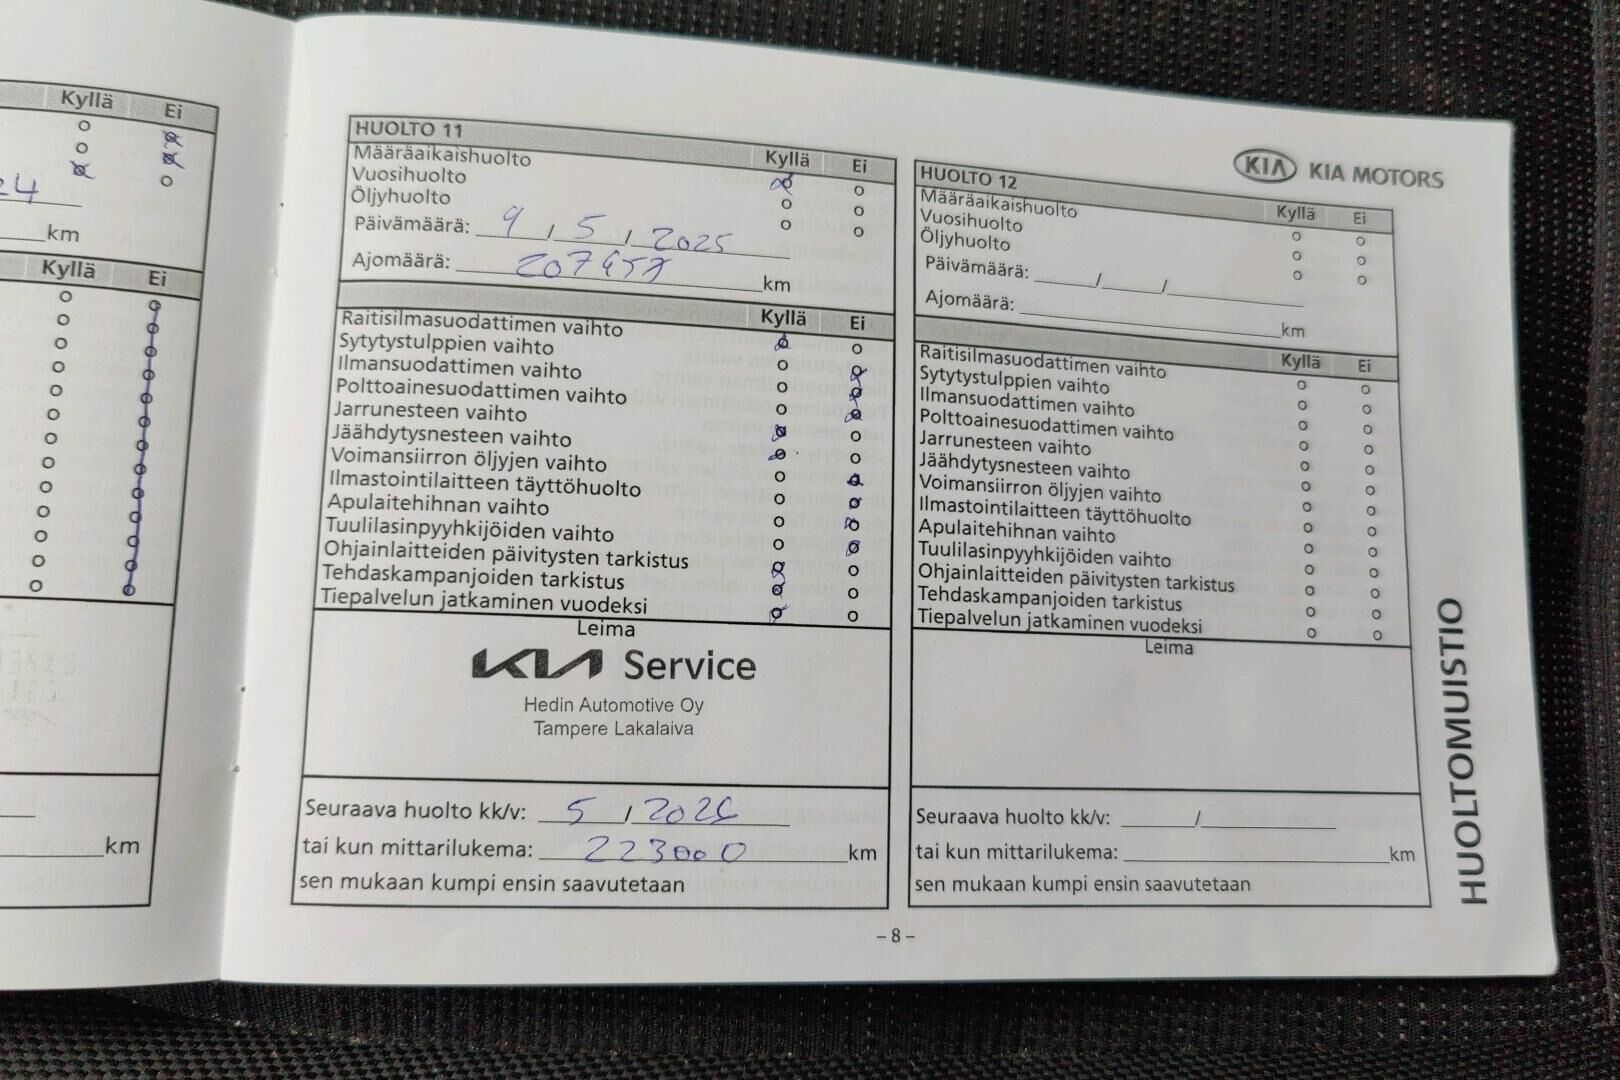 Kyllä Ei
24
km
Kyllä Ei
km
HUOLTO 11 Kyllä Ei
Määräaikaishuolto
Vuosihuolto
Öljyhuolto
Päivämäärä: 9 / 5 / 2025
Ajomäärä: km
Kyllä Ei
Raitisilmasuodattimen vaihto
Sytytystulppien vaihto
Ilmansuodattimen vaihto
Polttoainesuodattimen vaihto
Jarrunesteen vaihto
Jäähdytysnesteen vaihto
Voimansiirron öljyjen vaihto
Ilmastointilaitteen täyttöhuolto
Apulaitehihnan vaihto
Tuulilasinpyyhkijöiden vaihto
Ohjainlaitteiden päivitysten tarkistus
Tehdaskampanjoiden tarkistus
Tiepalvelun jatkaminen vuodeksi
Leima
KIA Service
Hedin Automotive Oy
Tampere Lakalaiva
Seuraava huolto kk/v: 5 / 2026
tai kun mittarilukema: 223000 km
sen mukaan kumpi ensin saavutetaan
KIA KIA MOTORS
HUOLTO 12 Kyllä Ei
Määräaikaishuolto
Vuosihuolto
Öljyhuolto
Päivämäärä: / /
Ajomäärä: km
Kyllä Ei
Raitisilmasuodattimen vaihto
Sytytystulppien vaihto
Ilmansuodattimen vaihto
Polttoainesuodattimen vaihto
Jarrunesteen vaihto
Jäähdytysnesteen vaihto
Voimansiirron öljyjen vaihto
Ilmastointilaitteen täyttöhuolto
Apulaitehihnan vaihto
Tuulilasinpyyhkijöiden vaihto
Ohjainlaitteiden päivitysten tarkistus
Tehdaskampanjoiden tarkistus
Tiepalvelun jatkaminen vuodeksi
Leima
Seuraava huolto kk/v: /
tai kun mittarilukema: km
sen mukaan kumpi ensin saavutetaan
HUOLTOMUISTIO
– 8 –